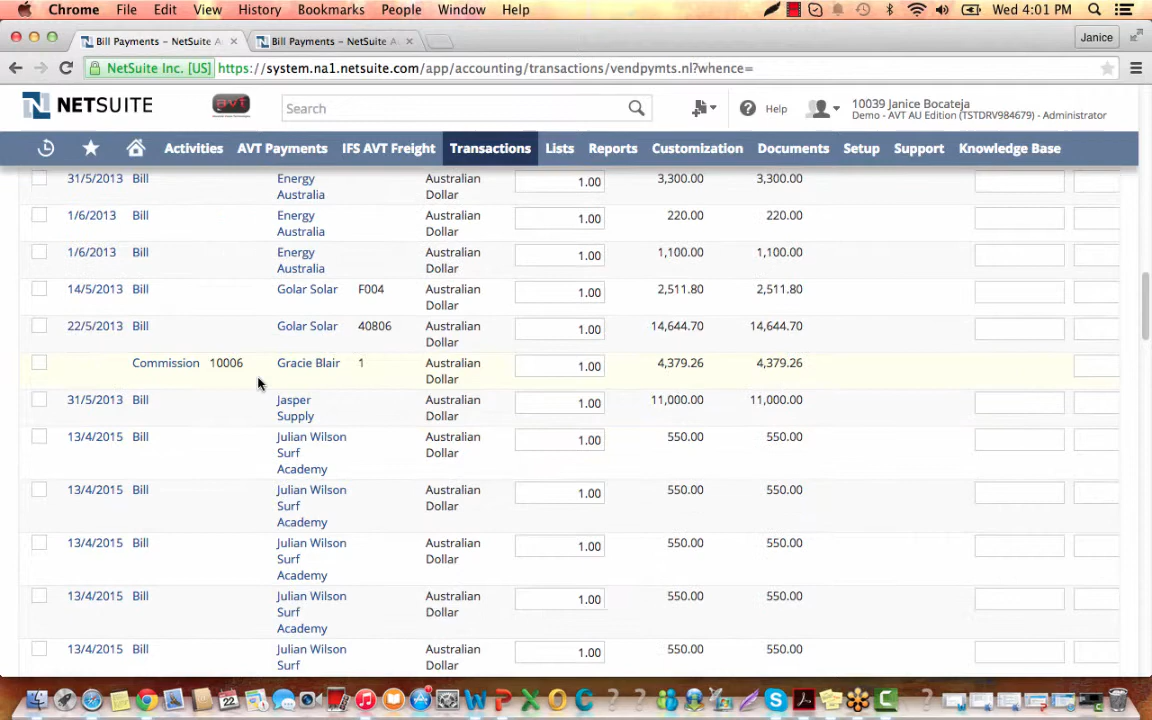 Chrome File Edit View History Bookmarks People Window Help Wed 4:01 PM
Bill Payments – NetSuite A × Bill Payments – NetSuite A × Janice
NetSuite Inc. [US] https://system.na1.netsuite.com/app/accounting/transactions/vendpymts.nl?whence=
NETSUITE avt Search Help 10039 Janice Bocateja
Demo - AVT AU Edition (TSTDRV984679) - Administrator
Activities AVT Payments IFS AVT Freight Transactions Lists Reports Customization Documents Setup Support Knowledge Base
31/5/2013 Bill Energy Australian 1.00 3,300.00 3,300.00
Australia Dollar
1/6/2013 Bill Energy Australian 1.00 220.00 220.00
Australia Dollar
1/6/2013 Bill Energy Australian 1.00 1,100.00 1,100.00
Australia Dollar
14/5/2013 Bill Golar Solar F004 Australian 1.00 2,511.80 2,511.80
Dollar
22/5/2013 Bill Golar Solar 40806 Australian 1.00 14,644.70 14,644.70
Dollar
Commission 10006 Gracie Blair 1 Australian 1.00 4,379.26 4,379.26
Dollar
31/5/2013 Bill Jasper Australian 1.00 11,000.00 11,000.00
Supply Dollar
13/4/2015 Bill Julian Wilson Australian 1.00 550.00 550.00
Surf Dollar
Academy
13/4/2015 Bill Julian Wilson Australian 1.00 550.00 550.00
Surf Dollar
Academy
13/4/2015 Bill Julian Wilson Australian 1.00 550.00 550.00
Surf Dollar
Academy
13/4/2015 Bill Julian Wilson Australian 1.00 550.00 550.00
Surf Dollar
Academy
13/4/2015 Bill Julian Wilson Australian 1.00 550.00 550.00
Surf Dollar